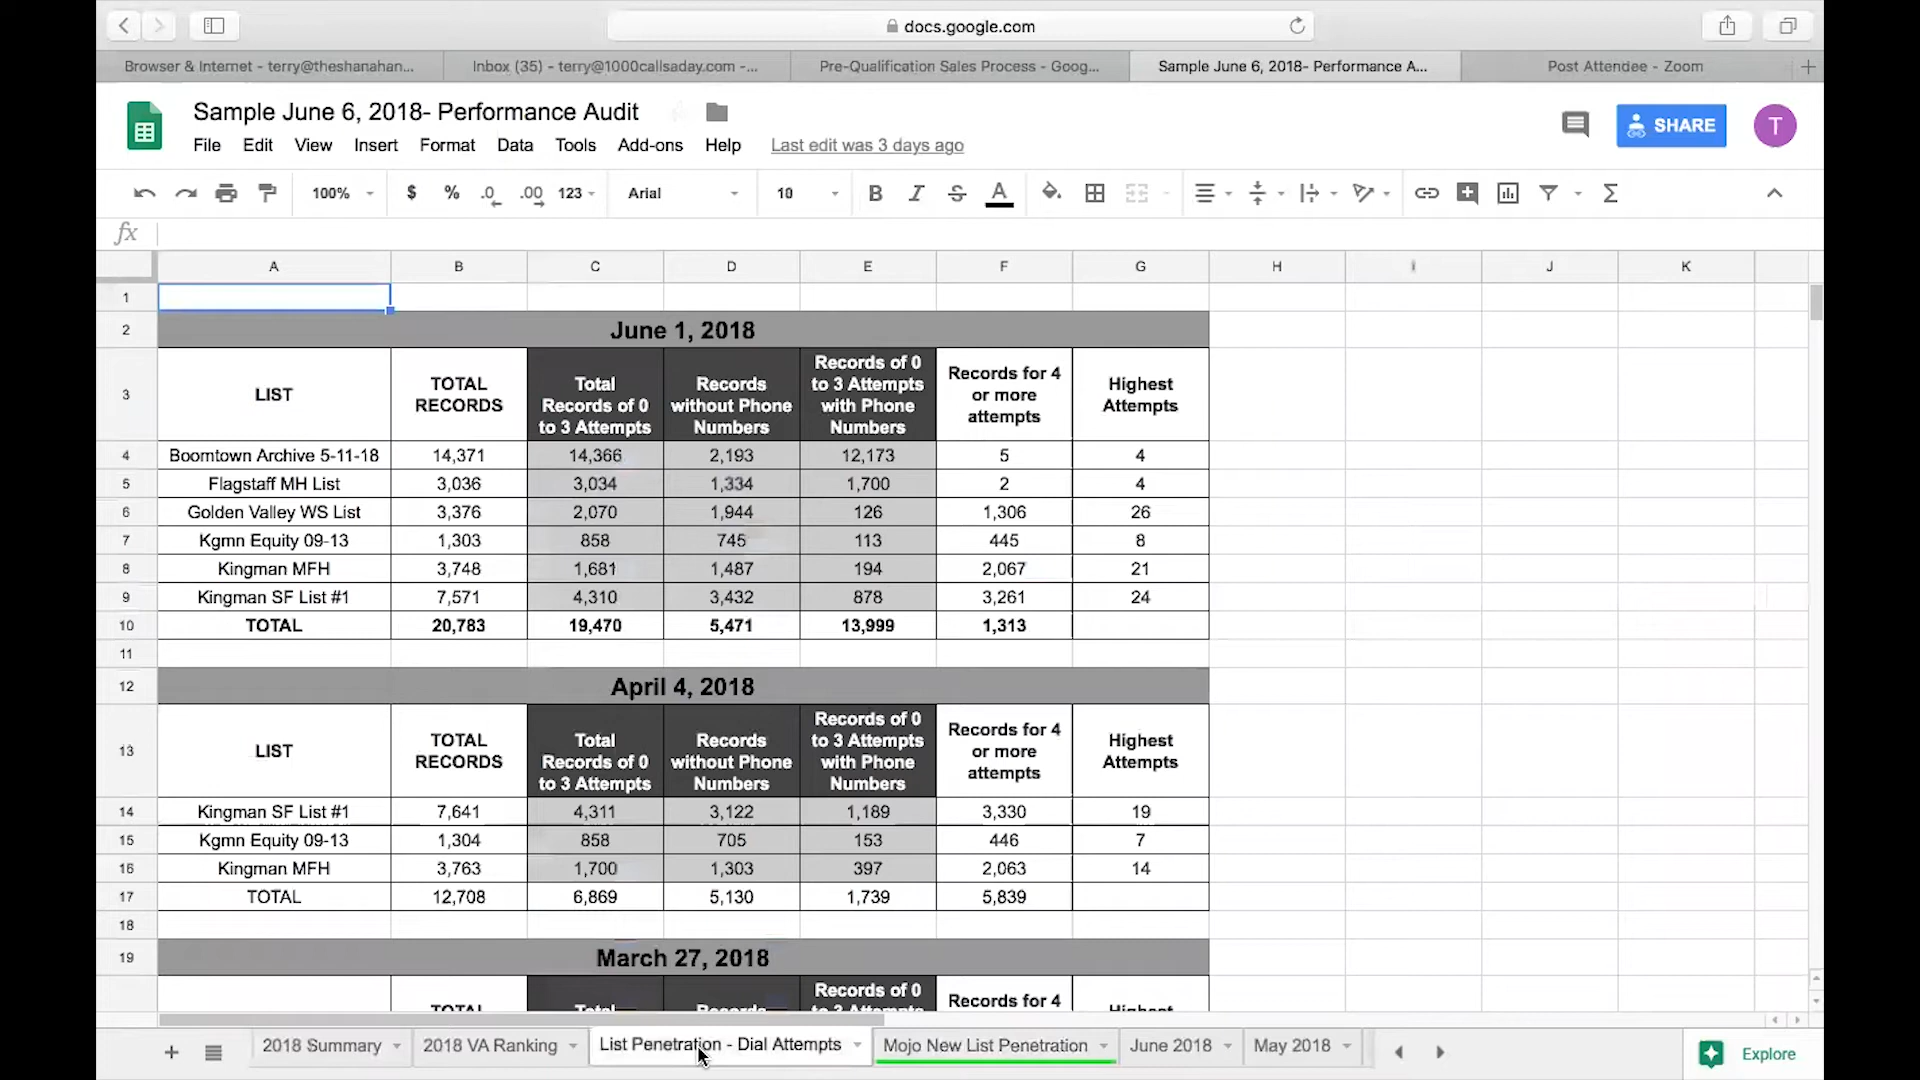 docs.google.com
Browser & Internet - terry@theshanahan...
Inbox (35) - terry@1000callsaday.com -...
Pre-Qualification Sales Process - Goog...
Sample June 6, 2018- Performance A...
Post Attendee - Zoom
Sample June 6, 2018- Performance Audit
SHARE
T
File Edit View Insert Format Data Tools Add-ons Help Last edit was 3 days ago
100% $ % .0 .00 123 Arial 10 B I S A Σ
fx
A B C D E F G H I J K
1
2 June 1, 2018
3 LIST TOTAL RECORDS Total Records of 0 to 3 Attempts Records without Phone Numbers Records of 0 to 3 Attempts with Phone Numbers Records for 4 or more attempts Highest Attempts
4 Boomtown Archive 5-11-18 14,371 14,366 2,193 12,173 5 4
5 Flagstaff MH List 3,036 3,034 1,334 1,700 2 4
6 Golden Valley WS List 3,376 2,070 1,944 126 1,306 26
7 Kgmn Equity 09-13 1,303 858 745 113 445 8
8 Kingman MFH 3,748 1,681 1,487 194 2,067 21
9 Kingman SF List #1 7,571 4,310 3,432 878 3,261 24
10 TOTAL 20,783 19,470 5,471 13,999 1,313
11
12 April 4, 2018
13 LIST TOTAL RECORDS Total Records of 0 to 3 Attempts Records without Phone Numbers Records of 0 to 3 Attempts with Phone Numbers Records for 4 or more attempts Highest Attempts
14 Kingman SF List #1 7,641 4,311 3,122 1,189 3,330 19
15 Kgmn Equity 09-13 1,304 858 705 153 446 7
16 Kingman MFH 3,763 1,700 1,303 397 2,063 14
17 TOTAL 12,708 6,869 5,130 1,739 5,839
18
19 March 27, 2018
TOTAL Total Records Records of 0 to 3 Attempts Records for 4 Highest
2018 Summary 2018 VA Ranking List Penetration - Dial Attempts Mojo New List Penetration June 2018 May 2018 Explore